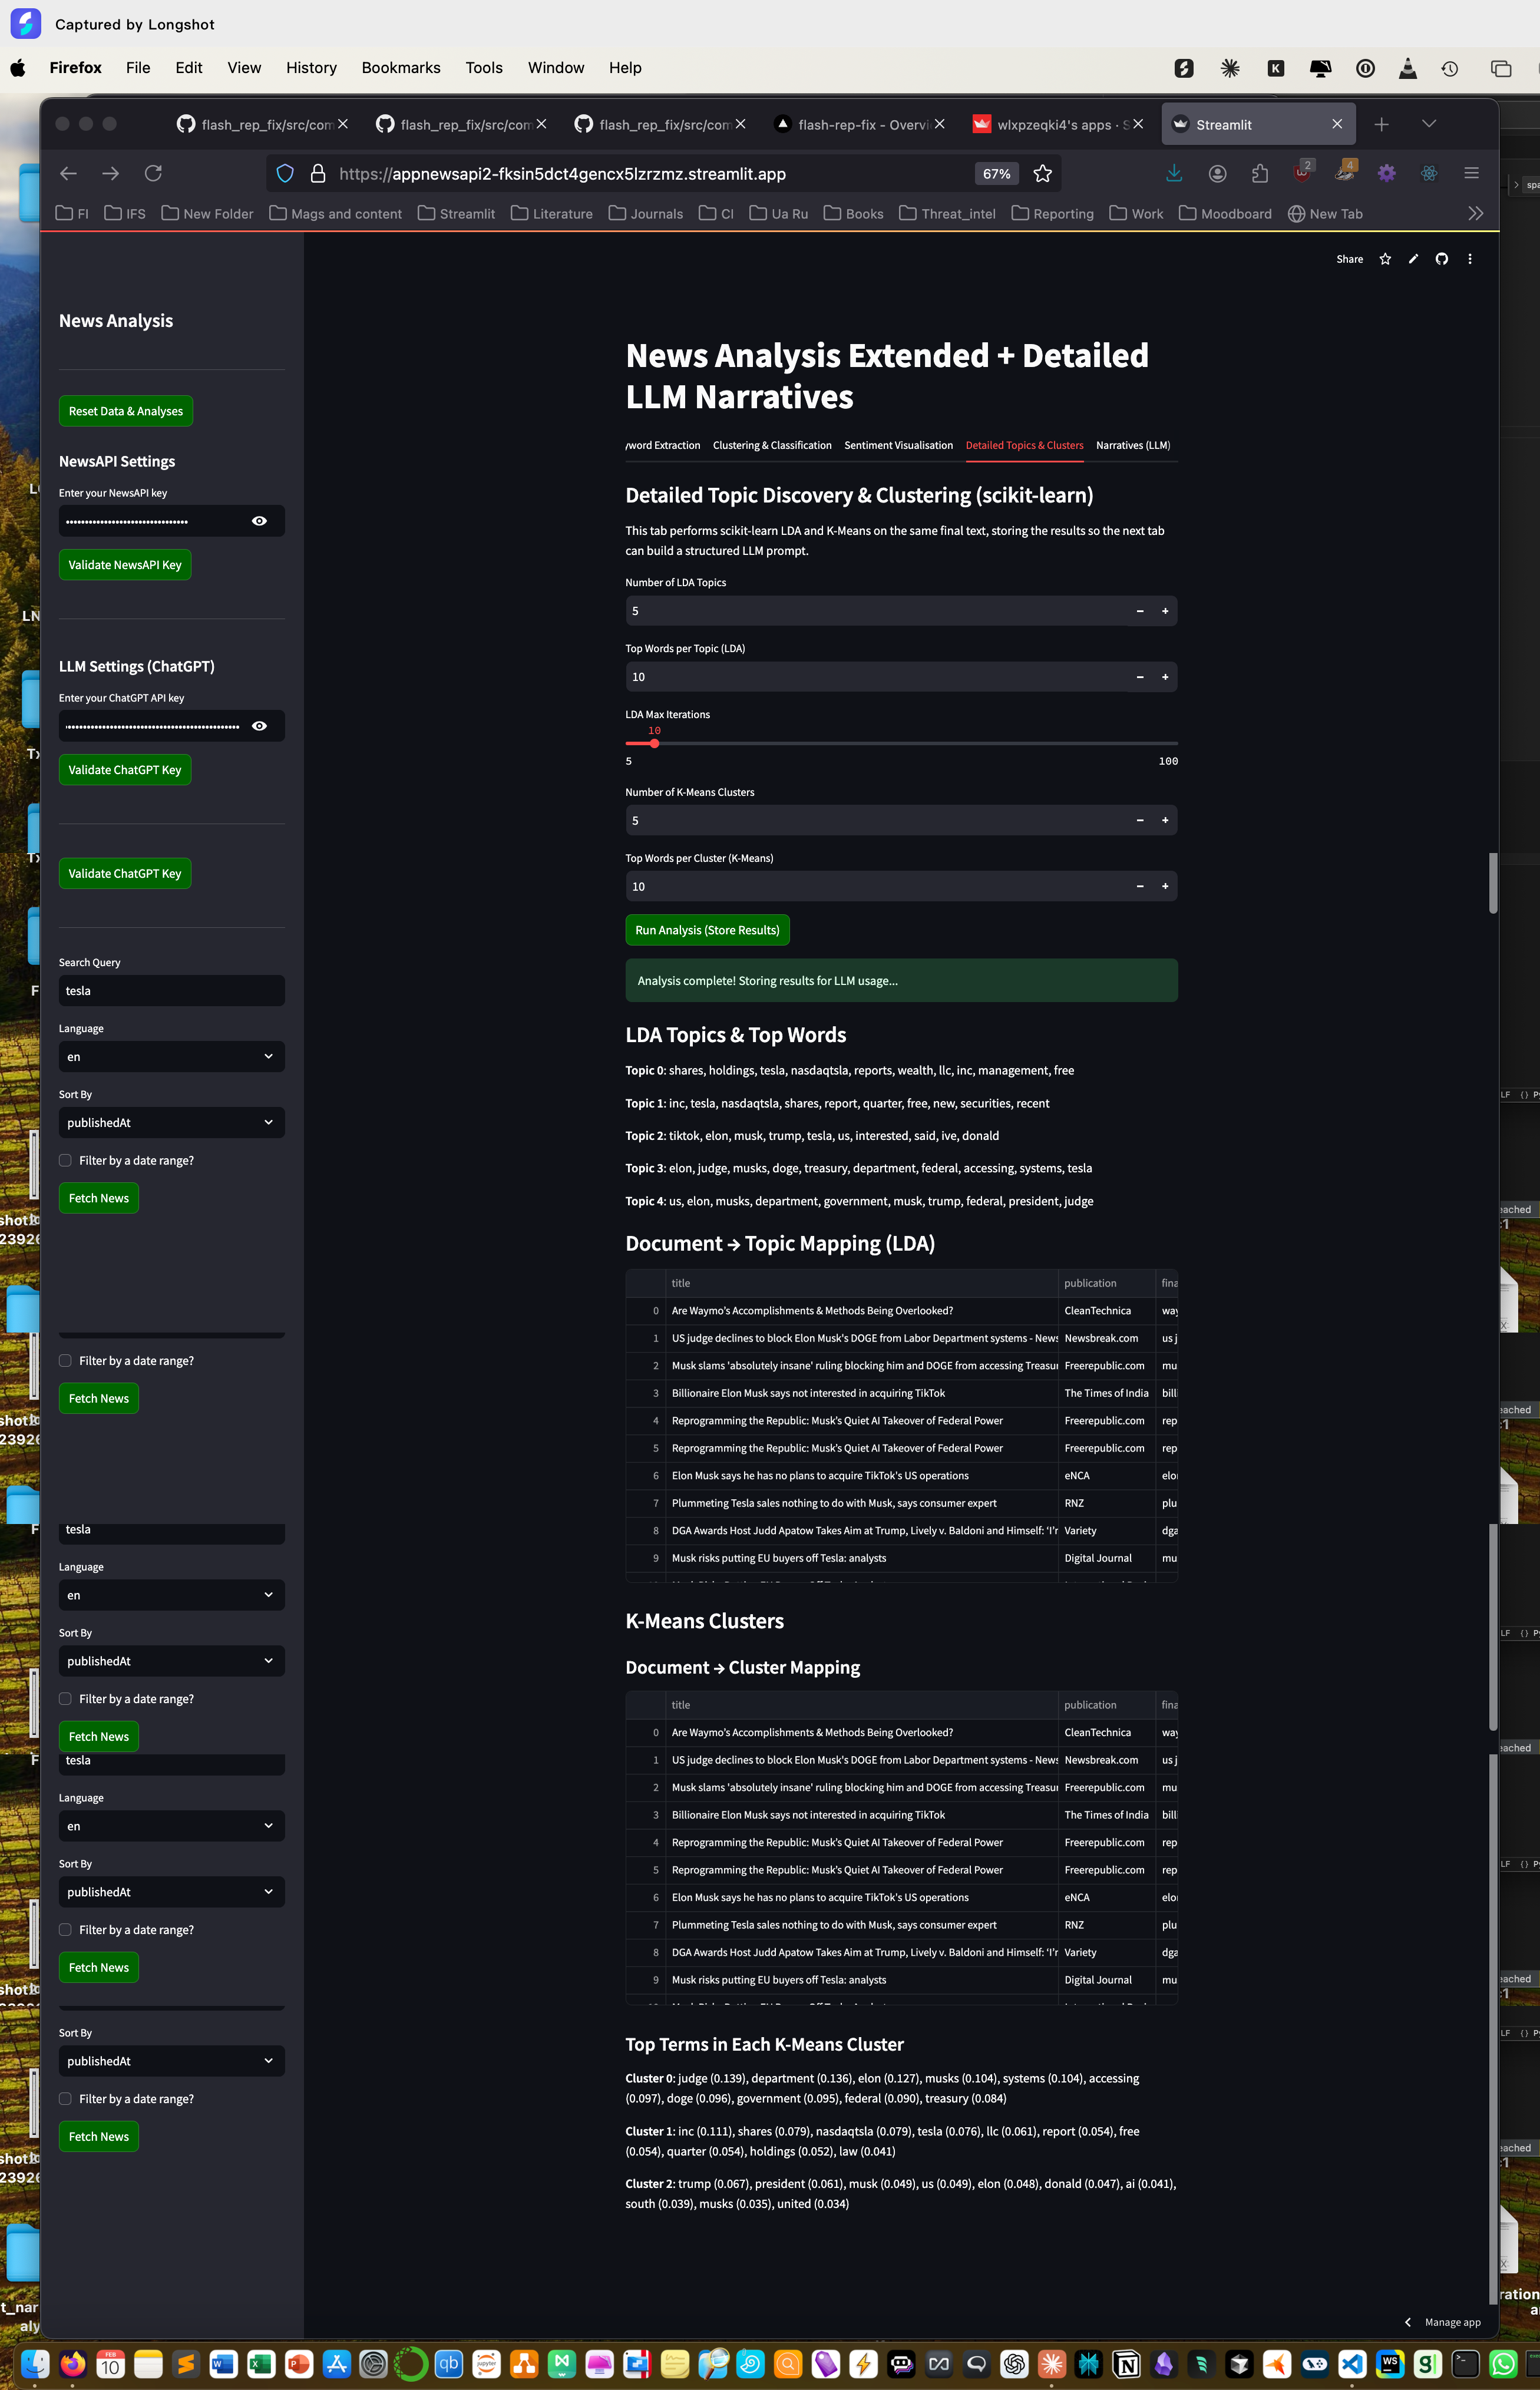 Captured by Longshot
Firefox File Edit View History Bookmarks Tools Window Help
flash_rep_fix/src/com
flash_rep_fix/src/com
flash_rep_fix/src/com
flash-rep-fix - Overvi
wlxpzeqki4's apps · S
Streamlit
https://appnewsapi2-fksin5dct4gencx5lzrzmz.streamlit.app
67%
2
4
FI IFS New Folder Mags and content Streamlit Literature Journals CI Ua Ru Books Threat_intel Reporting Work Moodboard New Tab
Share
News Analysis
Reset Data & Analyses
NewsAPI Settings
Enter your NewsAPI key
Validate NewsAPI Key
LLM Settings (ChatGPT)
Enter your ChatGPT API key
Validate ChatGPT Key
Validate ChatGPT Key
Search Query
tesla
Language
en
Sort By
publishedAt
Filter by a date range?
Fetch News
Filter by a date range?
Fetch News
tesla
Language
en
Sort By
publishedAt
Filter by a date range?
Fetch News
tesla
Language
en
Sort By
publishedAt
Filter by a date range?
Fetch News
Sort By
publishedAt
Filter by a date range?
Fetch News
News Analysis Extended + Detailed
LLM Narratives
word Extraction Clustering & Classification Sentiment Visualisation Detailed Topics & Clusters Narratives (LLM)
Detailed Topic Discovery & Clustering (scikit-learn)
This tab performs scikit-learn LDA and K-Means on the same final text, storing the results so the next tab
can build a structured LLM prompt.
Number of LDA Topics
5 − +
Top Words per Topic (LDA)
10 − +
LDA Max Iterations
10
5 100
Number of K-Means Clusters
5 − +
Top Words per Cluster (K-Means)
10 − +
Run Analysis (Store Results)
Analysis complete! Storing results for LLM usage...
LDA Topics & Top Words
Topic 0: shares, holdings, tesla, nasdaqtsla, reports, wealth, llc, inc, management, free
Topic 1: inc, tesla, nasdaqtsla, shares, report, quarter, free, new, securities, recent
Topic 2: tiktok, elon, musk, trump, tesla, us, interested, said, ive, donald
Topic 3: elon, judge, musks, doge, treasury, department, federal, accessing, systems, tesla
Topic 4: us, elon, musks, department, government, musk, trump, federal, president, judge
Document → Topic Mapping (LDA)
title publication fina
0 Are Waymo's Accomplishments & Methods Being Overlooked? CleanTechnica way
1 US judge declines to block Elon Musk's DOGE from Labor Department systems - News Newsbreak.com us j
2 Musk slams 'absolutely insane' ruling blocking him and DOGE from accessing Treasur Freerepublic.com mu
3 Billionaire Elon Musk says not interested in acquiring TikTok The Times of India bill
4 Reprogramming the Republic: Musk's Quiet AI Takeover of Federal Power Freerepublic.com rep
5 Reprogramming the Republic: Musk's Quiet AI Takeover of Federal Power Freerepublic.com rep
6 Elon Musk says he has no plans to acquire TikTok's US operations eNCA elo
7 Plummeting Tesla sales nothing to do with Musk, says consumer expert RNZ plu
8 DGA Awards Host Judd Apatow Takes Aim at Trump, Lively v. Baldoni and Himself: 'I'r Variety dga
9 Musk risks putting EU buyers off Tesla: analysts Digital Journal mu
K-Means Clusters
Document → Cluster Mapping
title publication fina
0 Are Waymo's Accomplishments & Methods Being Overlooked? CleanTechnica way
1 US judge declines to block Elon Musk's DOGE from Labor Department systems - News Newsbreak.com us j
2 Musk slams 'absolutely insane' ruling blocking him and DOGE from accessing Treasur Freerepublic.com mu
3 Billionaire Elon Musk says not interested in acquiring TikTok The Times of India bill
4 Reprogramming the Republic: Musk's Quiet AI Takeover of Federal Power Freerepublic.com rep
5 Reprogramming the Republic: Musk's Quiet AI Takeover of Federal Power Freerepublic.com rep
6 Elon Musk says he has no plans to acquire TikTok's US operations eNCA elo
7 Plummeting Tesla sales nothing to do with Musk, says consumer expert RNZ plu
8 DGA Awards Host Judd Apatow Takes Aim at Trump, Lively v. Baldoni and Himself: 'I'r Variety dga
9 Musk risks putting EU buyers off Tesla: analysts Digital Journal mu
Top Terms in Each K-Means Cluster
Cluster 0: judge (0.139), department (0.136), elon (0.127), musks (0.104), systems (0.104), accessing
(0.097), doge (0.096), government (0.095), federal (0.090), treasury (0.084)
Cluster 1: inc (0.111), shares (0.079), nasdaqtsla (0.079), tesla (0.076), llc (0.061), report (0.054), free
(0.054), quarter (0.054), holdings (0.052), law (0.041)
Cluster 2: trump (0.067), president (0.061), musk (0.049), us (0.049), elon (0.048), donald (0.047), ai (0.041),
south (0.039), musks (0.035), united (0.034)
Manage app
FEB
10